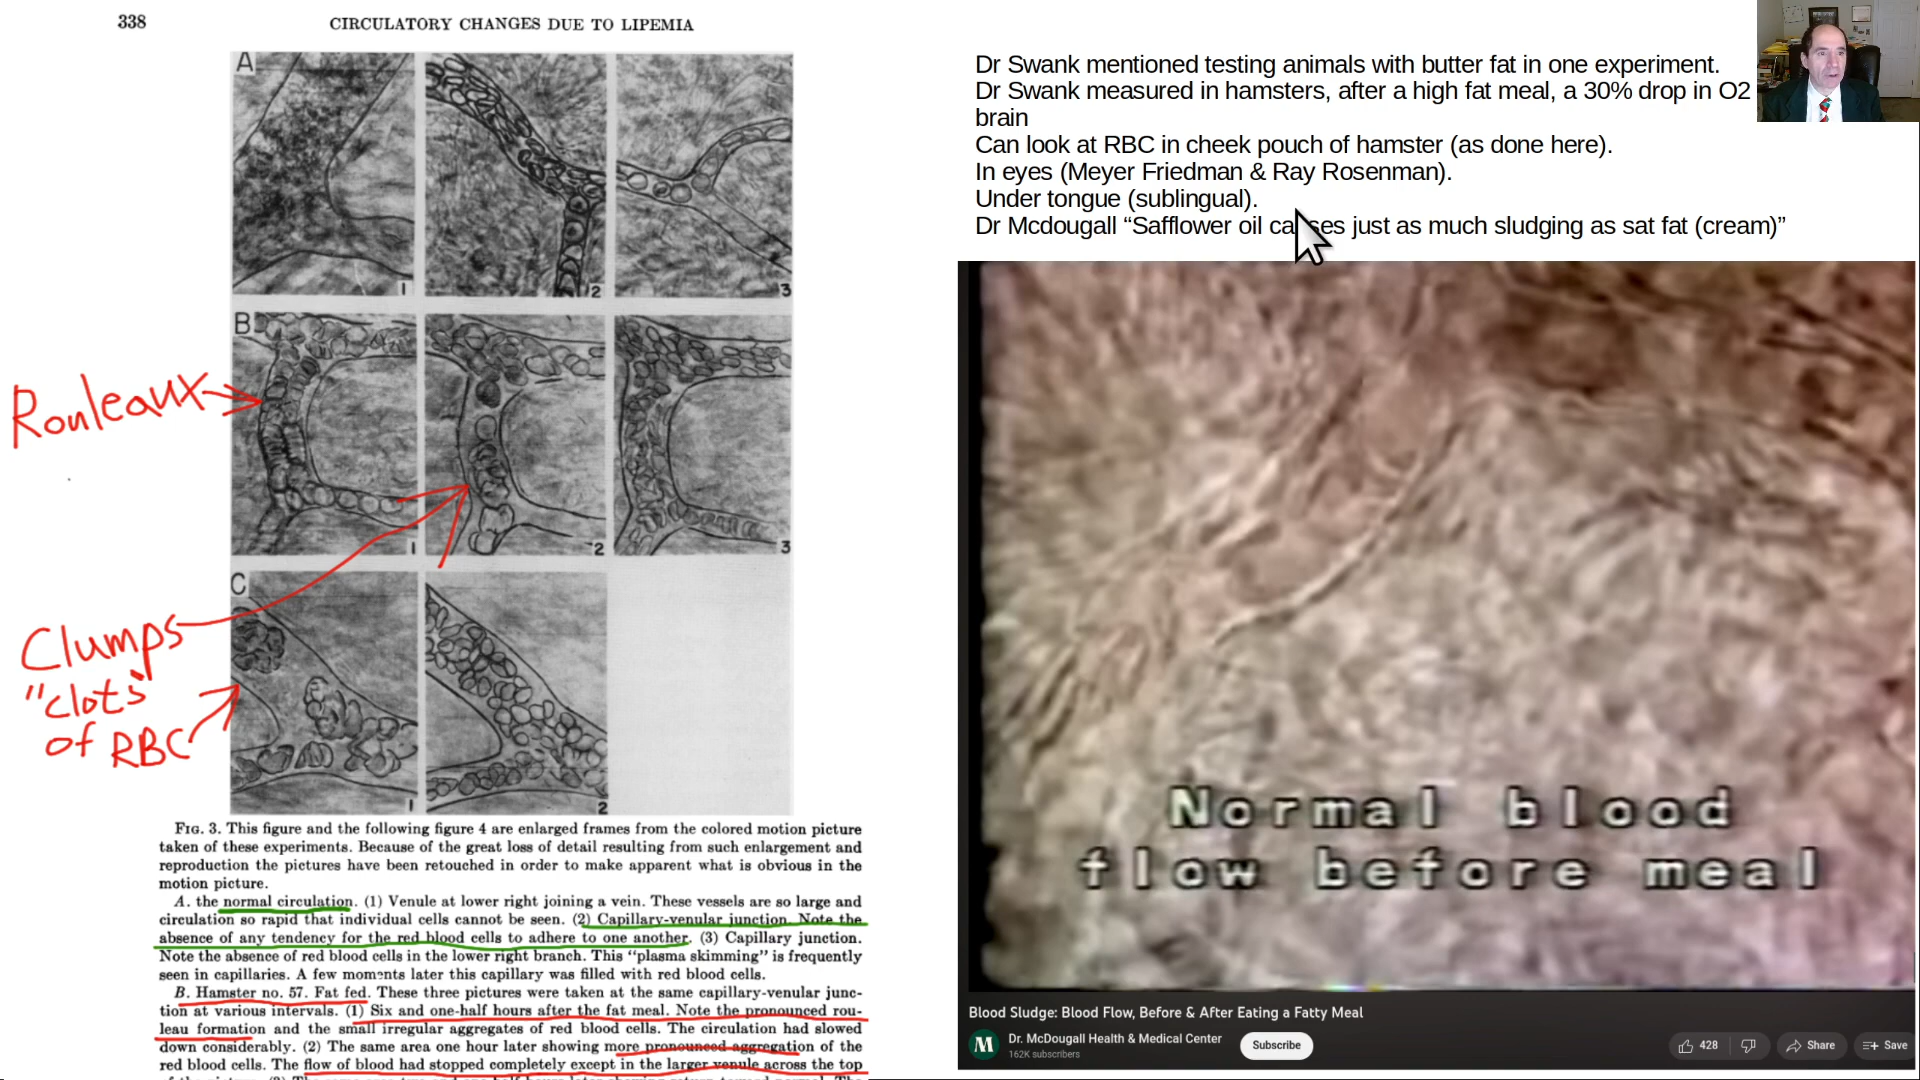 338
CIRCULATORY CHANGES DUE TO LIPEMIA
A
1
2
3
B
1
2
3
C
1
2
Rouleaux
Clumps
"clots"
of RBC
FIG. 3. This figure and the following figure 4 are enlarged frames from the colored motion picture
taken of these experiments. Because of the great loss of detail resulting from such enlargement and
reproduction the pictures have been retouched in order to make apparent what is obvious in the
motion picture.
A. the normal circulation. (1) Venule at lower right joining a vein. These vessels are so large and
circulation so rapid that individual cells cannot be seen. (2) Capillary-venular junction. Note the
absence of any tendency for the red blood cells to adhere to one another. (3) Capillary junction.
Note the absence of red blood cells in the lower right branch. This "plasma skimming" is frequently
seen in capillaries. A few moments later this capillary was filled with red blood cells.
B. Hamster no. 57. Fat fed. These three pictures were taken at the same capillary-venular junc-
tion at various intervals. (1) Six and one-half hours after the fat meal. Note the pronounced rou-
leau formation and the small irregular aggregates of red blood cells. The circulation had slowed
down considerably. (2) The same area one hour later showing more pronounced aggregation of the
red blood cells. The flow of blood had stopped completely except in the larger venule across the top
Dr Swank mentioned testing animals with butter fat in one experiment.
Dr Swank measured in hamsters, after a high fat meal, a 30% drop in O2
brain
Can look at RBC in cheek pouch of hamster (as done here).
In eyes (Meyer Friedman & Ray Rosenman).
Under tongue (sublingual).
Dr Mcdougall “Safflower oil causes just as much sludging as sat fat (cream)”
Normal blood
flow before meal
Blood Sludge: Blood Flow, Before & After Eating a Fatty Meal
M
Dr. McDougall Health & Medical Center
162K subscribers
Subscribe
428
Share
Save